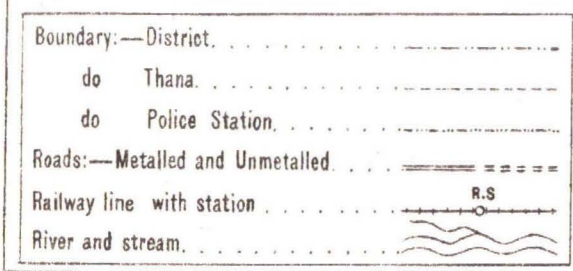 Boundary:—District
do Thana
do Police Station
Roads:—Metalled and Unmetalled
R.S
Railway line with station
River and stream